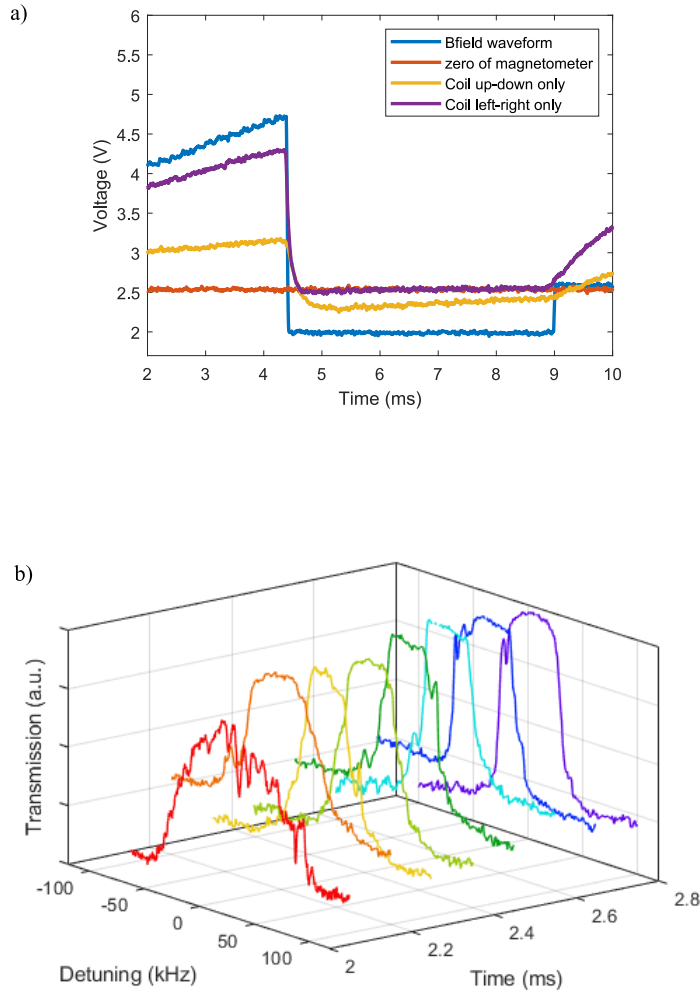 a)
6
5.5
5
4.5
4
3.5
3
2.5
2
Voltage (V)
Bfield waveform
zero of magnetometer
Coil up-down only
Coil left-right only
2 3 4 5 6 7 8 9 10
Time (ms)
b)
Transmission (a.u.)
-100 -50 0 50 100
Detuning (kHz)
2 2.2 2.4 2.6 2.8
Time (ms)